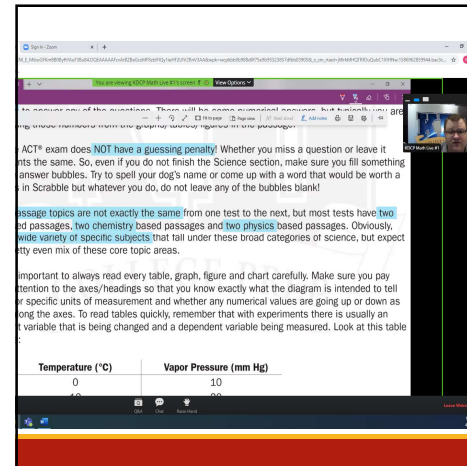 Sign In - Zoom
You are viewing KDCP Math Live #1's screen
View Options
Fit to page
Page view
Read aloud
Add notes
KDCP Math Live #1
to answer any of the questions. There will be some numerical answers, but typically you are
ACT® exam does NOT have a guessing penalty! Whether you miss a question or leave it
nts the same. So, even if you do not finish the Science section, make sure you fill something
answer bubbles. Try to spell your dog's name or come up with a word that would be worth a
in Scrabble but whatever you do, do not leave any of the bubbles blank!
assage topics are not exactly the same from one test to the next, but most tests have two
ed passages, two chemistry based passages and two physics based passages. Obviously,
wide variety of specific subjects that fall under these broad categories of science, but expect
etty even mix of these core topic areas.
important to always read every table, graph, figure and chart carefully. Make sure you pay
ttention to the axes/headings so that you know exactly what the diagram is intended to tell
or specific units of measurement and whether any numerical values are going up or down as
ong the axes. To read tables quickly, remember that with experiments there is usually an
t variable that is being changed and a dependent variable being measured. Look at this table
:
Temperature (°C) Vapor Pressure (mm Hg)
0 10
Q&A Chat Raise Hand